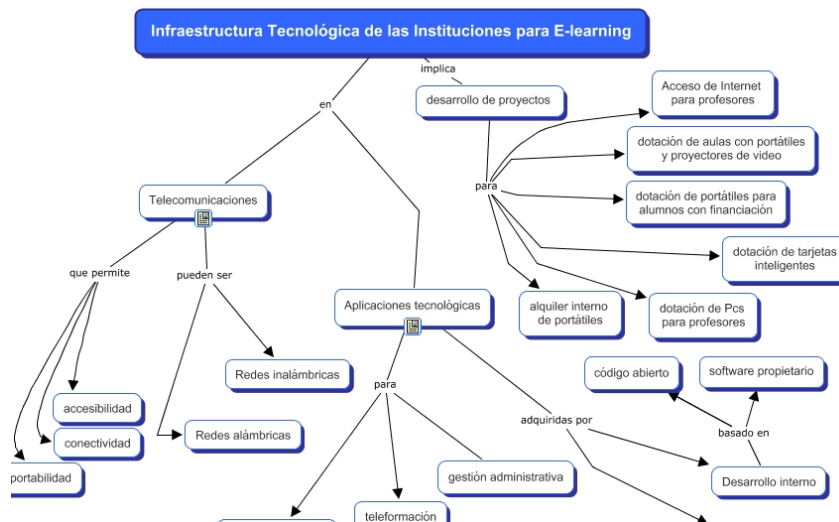 Infraestructura Tecnológica de las Instituciones para E-learning
implica
en
desarrollo de proyectos
Acceso de Internet
para profesores
dotación de aulas con portátiles
y proyectores de video
para
dotación de portátiles para
alumnos con financiación
Telecomunicaciones
dotación de tarjetas
inteligentes
que permite
pueden ser
Aplicaciones tecnológicas
alquiler interno
de portátiles
dotación de Pcs
para profesores
Redes inalámbricas
para
código abierto
software propietario
accesibilidad
adquiridas por
conectividad
Redes alámbricas
basado en
portabilidad
gestión administrativa
Desarrollo interno
teleformación